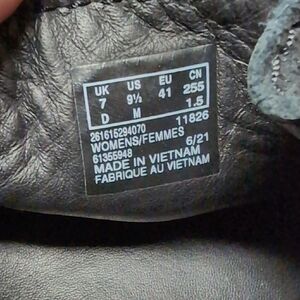 UK US EU CN
7 9½ 41 255
D M 1.5
261615294070 11826
WOMENS/FEMMES
61355949 6/21
MADE IN VIETNAM
FABRIQUE AU VIETNAM